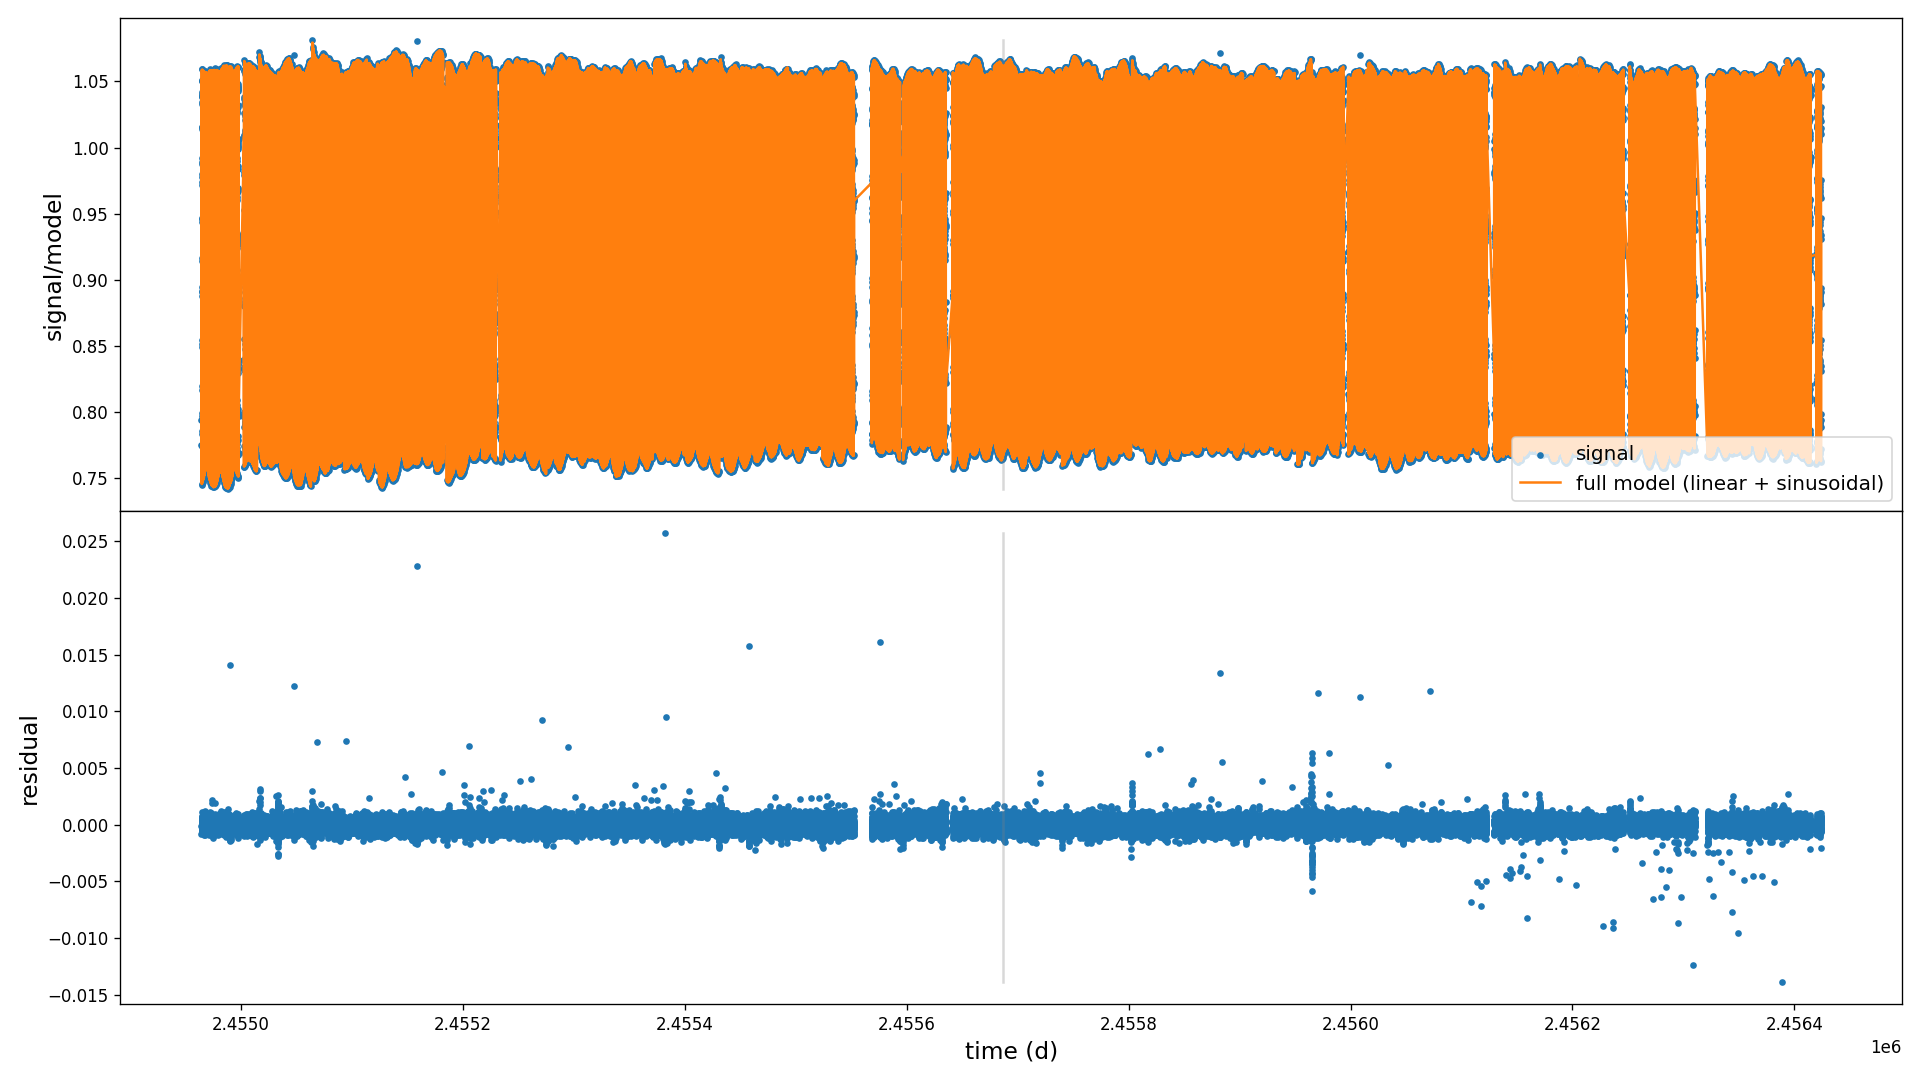 signal/model
1.05
1.00
0.95
0.90
0.85
0.80
0.75
signal
full model (linear + sinusoidal)
residual
0.025
0.020
0.015
0.010
0.005
0.000
−0.005
−0.010
−0.015
2.4550 2.4552 2.4554 2.4556 2.4558 2.4560 2.4562 2.4564
time (d)
1e6